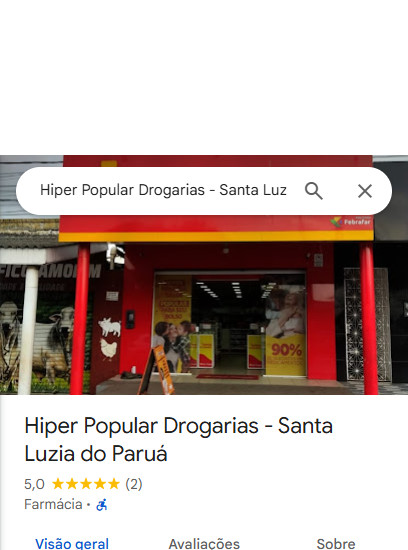 Hiper Popular Drogarias - Santa Luz
Febrafar
FICO AMORIM
POPULAR
90%
Hiper Popular Drogarias - Santa
Luzia do Paruá
5,0 ★★★★★ (2)
Farmácia ·
Visão geral Avaliações Sobre